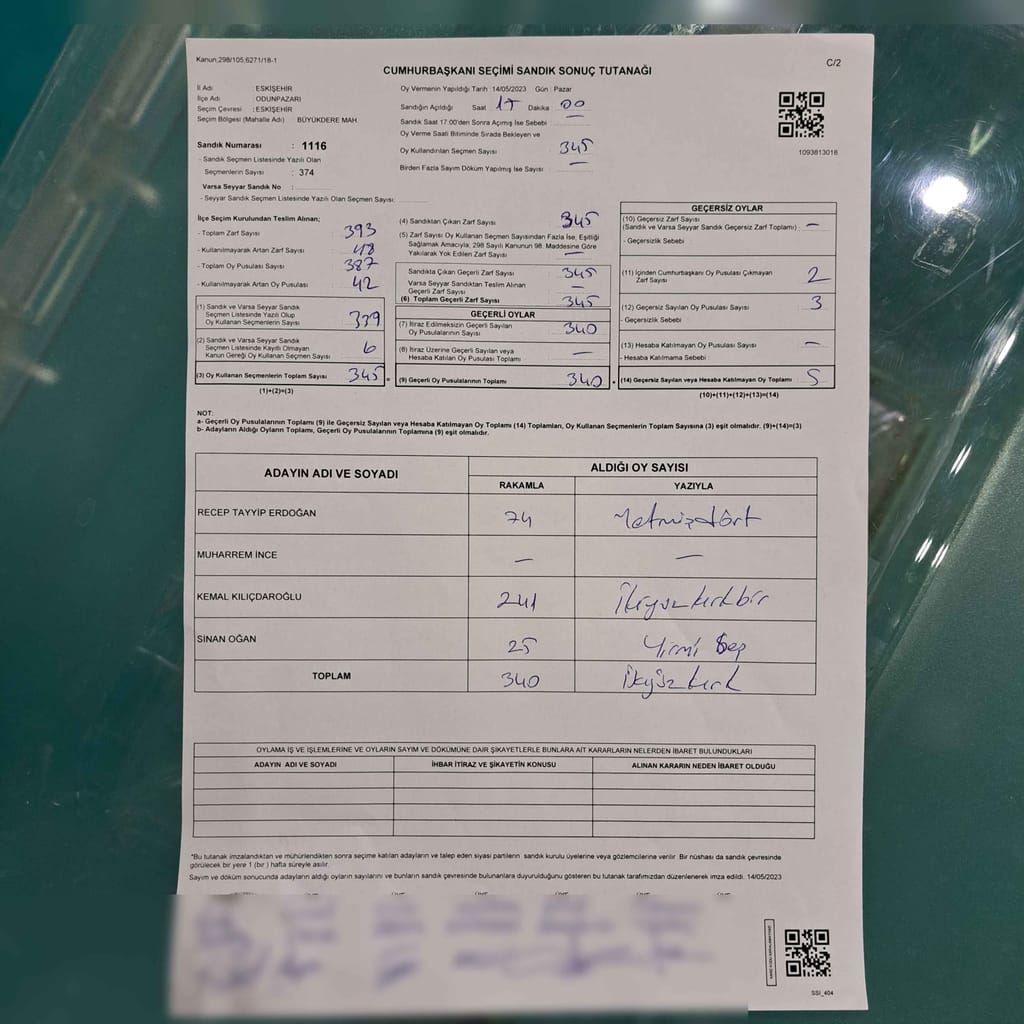 Kanun;298/105,6271/18-1
C/2
CUMHURBAŞKANI SEÇİMİ SANDIK SONUÇ TUTANAĞI
İl Adı : ESKİŞEHİR
İlçe Adı : ODUNPAZARI
Seçim Çevresi : ESKİŞEHİR
Seçim Bölgesi (Mahalle Adı) : BÜYÜKDERE MAH.
Sandık Numarası : 1116
- Sandık Seçmen Listesinde Yazılı Olan
Seçmenlerin Sayısı : 374
Varsa Seyyar Sandık No :
- Seyyar Sandık Seçmen Listesinde Yazılı Olan Seçmen Sayısı:
Oy Vermenin Yapıldığı Tarih : 14/05/2023 Gün : Pazar
Sandığın Açıldığı Saat 17 Dakika 00
Sandık Saat 17:00'den Sonra Açımış İse Sebebi : —
Oy Verme Saati Bitiminde Sırada Bekleyen ve
Oy Kullandırılan Seçmen Sayısı : 345
Birden Fazla Sayım Döküm Yapılmış İse Sayısı : —
1093813018
İlçe Seçim Kurulundan Teslim Alınan;
- Toplam Zarf Sayısı : 393
- Kullanılmayarak Artan Zarf Sayısı : 48
- Toplam Oy Pusulası Sayısı : 387
- Kullanılmayarak Artan Oy Pusulası : 42
(1) Sandık ve Varsa Seyyar Sandık
Seçmen Listesinde Yazılı Olup
Oy Kullanan Seçmenlerin Sayısı : 339
(2) Sandık ve Varsa Seyyar Sandık
Seçmen Listesinde Kayıtlı Olmayan
Kanun Gereği Oy Kullanan Seçmen Sayısı : 6
(3) Oy Kullanan Seçmenlerin Toplam Sayısı : 345 =
(1)+(2)=(3)
(4) Sandıktan Çıkan Zarf Sayısı : 345
(5) Zarf Sayısı Oy Kullanan Seçmen Sayısından Fazla İse, Eşitliği
Sağlamak Amacıyla, 298 Sayılı Kanunun 98. Maddesine Göre
Yakılarak Yok Edilen Zarf Sayısı : —
Sandıkta Çıkan Geçerli Zarf Sayısı : 345
Varsa Seyyar Sandıktan Teslim Alınan
Geçerli Zarf Sayısı : —
(6) Toplam Geçerli Zarf Sayısı : 345
GEÇERLİ OYLAR
(7) İtiraz Edilmeksizin Geçerli Sayılan
Oy Pusulalarının Sayısı : 340
(8) İtiraz Üzerine Geçerli Sayılan veya
Hesaba Katılan Oy Pusulası Toplamı : —
(9) Geçerli Oy Pusulalarının Toplamı : 340 +
GEÇERSİZ OYLAR
(10) Geçersiz Zarf Sayısı
(Sandık ve Varsa Seyyar Sandık Geçersiz Zarf Toplamı) : —
- Geçersizlik Sebebi :
(11) İçinden Cumhurbaşkanı Oy Pusulası Çıkmayan
Zarf Sayısı : 2
(12) Geçersiz Sayılan Oy Pusulası Sayısı : 3
- Geçersizlik Sebebi :
(13) Hesaba Katılmayan Oy Pusulası Sayısı : —
- Hesaba Katılmama Sebebi :
(14) Geçersiz Sayılan veya Hesaba Katılmayan Oy Toplamı : 5
(10)+(11)+(12)+(13)=(14)
NOT:
a- Geçerli Oy Pusulalarının Toplamı (9) ile Geçersiz Sayılan veya Hesaba Katılmayan Oy Toplamı (14) Toplamları, Oy Kullanan Seçmenlerin Toplam Sayısına (3) eşit olmalıdır. (9)+(14)=(3)
b- Adayların Aldığı Oyların Toplamı, Geçerli Oy Pusulalarının Toplamına (9) eşit olmalıdır.
ADAYIN ADI VE SOYADI
ALDIĞI OY SAYISI
RAKAMLA YAZIYLA
RECEP TAYYİP ERDOĞAN 74 Yetmişdört
MUHARREM İNCE — —
KEMAL KILIÇDAROĞLU 241 İkiyüzkırkbir
SİNAN OĞAN 25 Yirmi beş
TOPLAM 340 İkiyüzkırk
OYLAMA İŞ VE İŞLEMLERİNE VE OYLARIN SAYIM VE DÖKÜMÜNE DAİR ŞİKAYETLERLE BUNLARA AİT KARARLARIN NELERDEN İBARET BULUNDUKLARI
ADAYIN ADI VE SOYADI İHBAR İTİRAZ VE ŞİKAYETİN KONUSU ALINAN KARARIN NEDEN İBARET OLDUĞU
*Bu tutanak imzalandıktan ve mühürlendikten sonra seçime katılan adayların ve talep eden siyasi partilerin sandık kurulu üyelerine veya gözlemcilerine verilir. Bir nüshası da sandık çevresinde
görülecek bir yere 1 (bir ) hafta süreyle asılır.
Sayım ve döküm sonucunda adayların aldığı oyların sayılarını ve bunların sandık çevresinde bulunanlara duyurulduğunu gösteren bu tutanak tarafımızdan düzenlenerek imza edildi. 14/05/2023
SSI_404